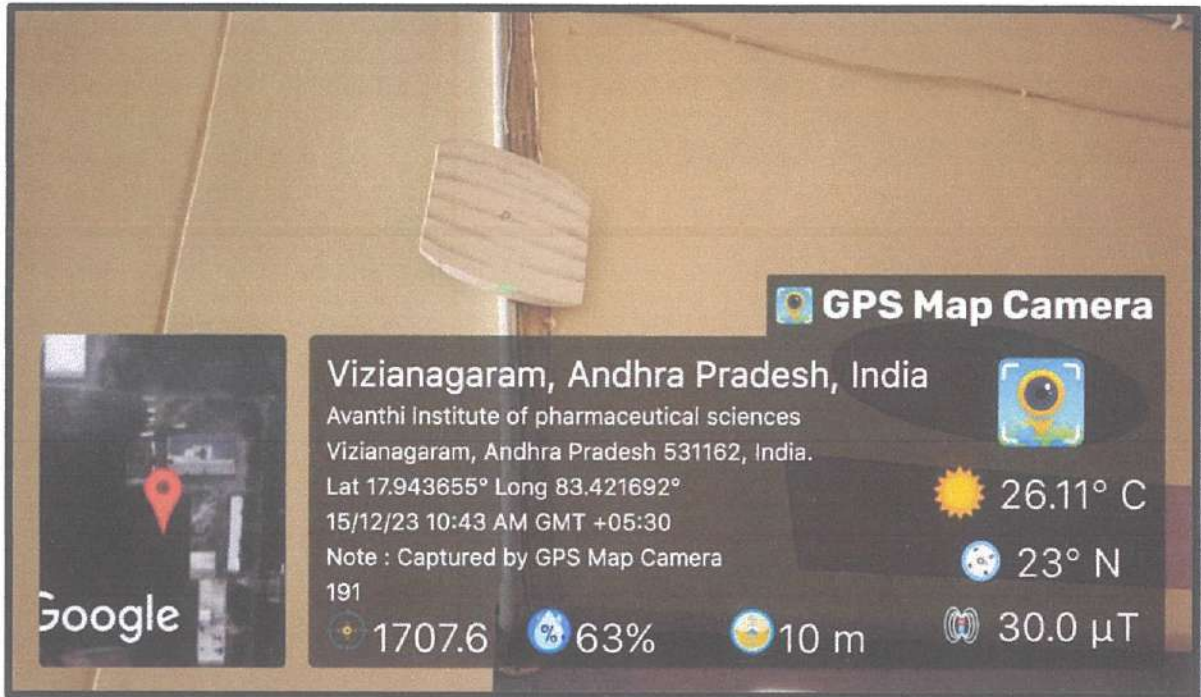 GPS Map Camera
Vizianagaram, Andhra Pradesh, India
Avanthi Institute of pharmaceutical sciences
Vizianagaram, Andhra Pradesh 531162, India.
Lat 17.943655° Long 83.421692°
15/12/23 10:43 AM GMT +05:30
Note : Captured by GPS Map Camera
191
26.11° C
23° N
Google
1707.6
63%
10 m
30.0 µT